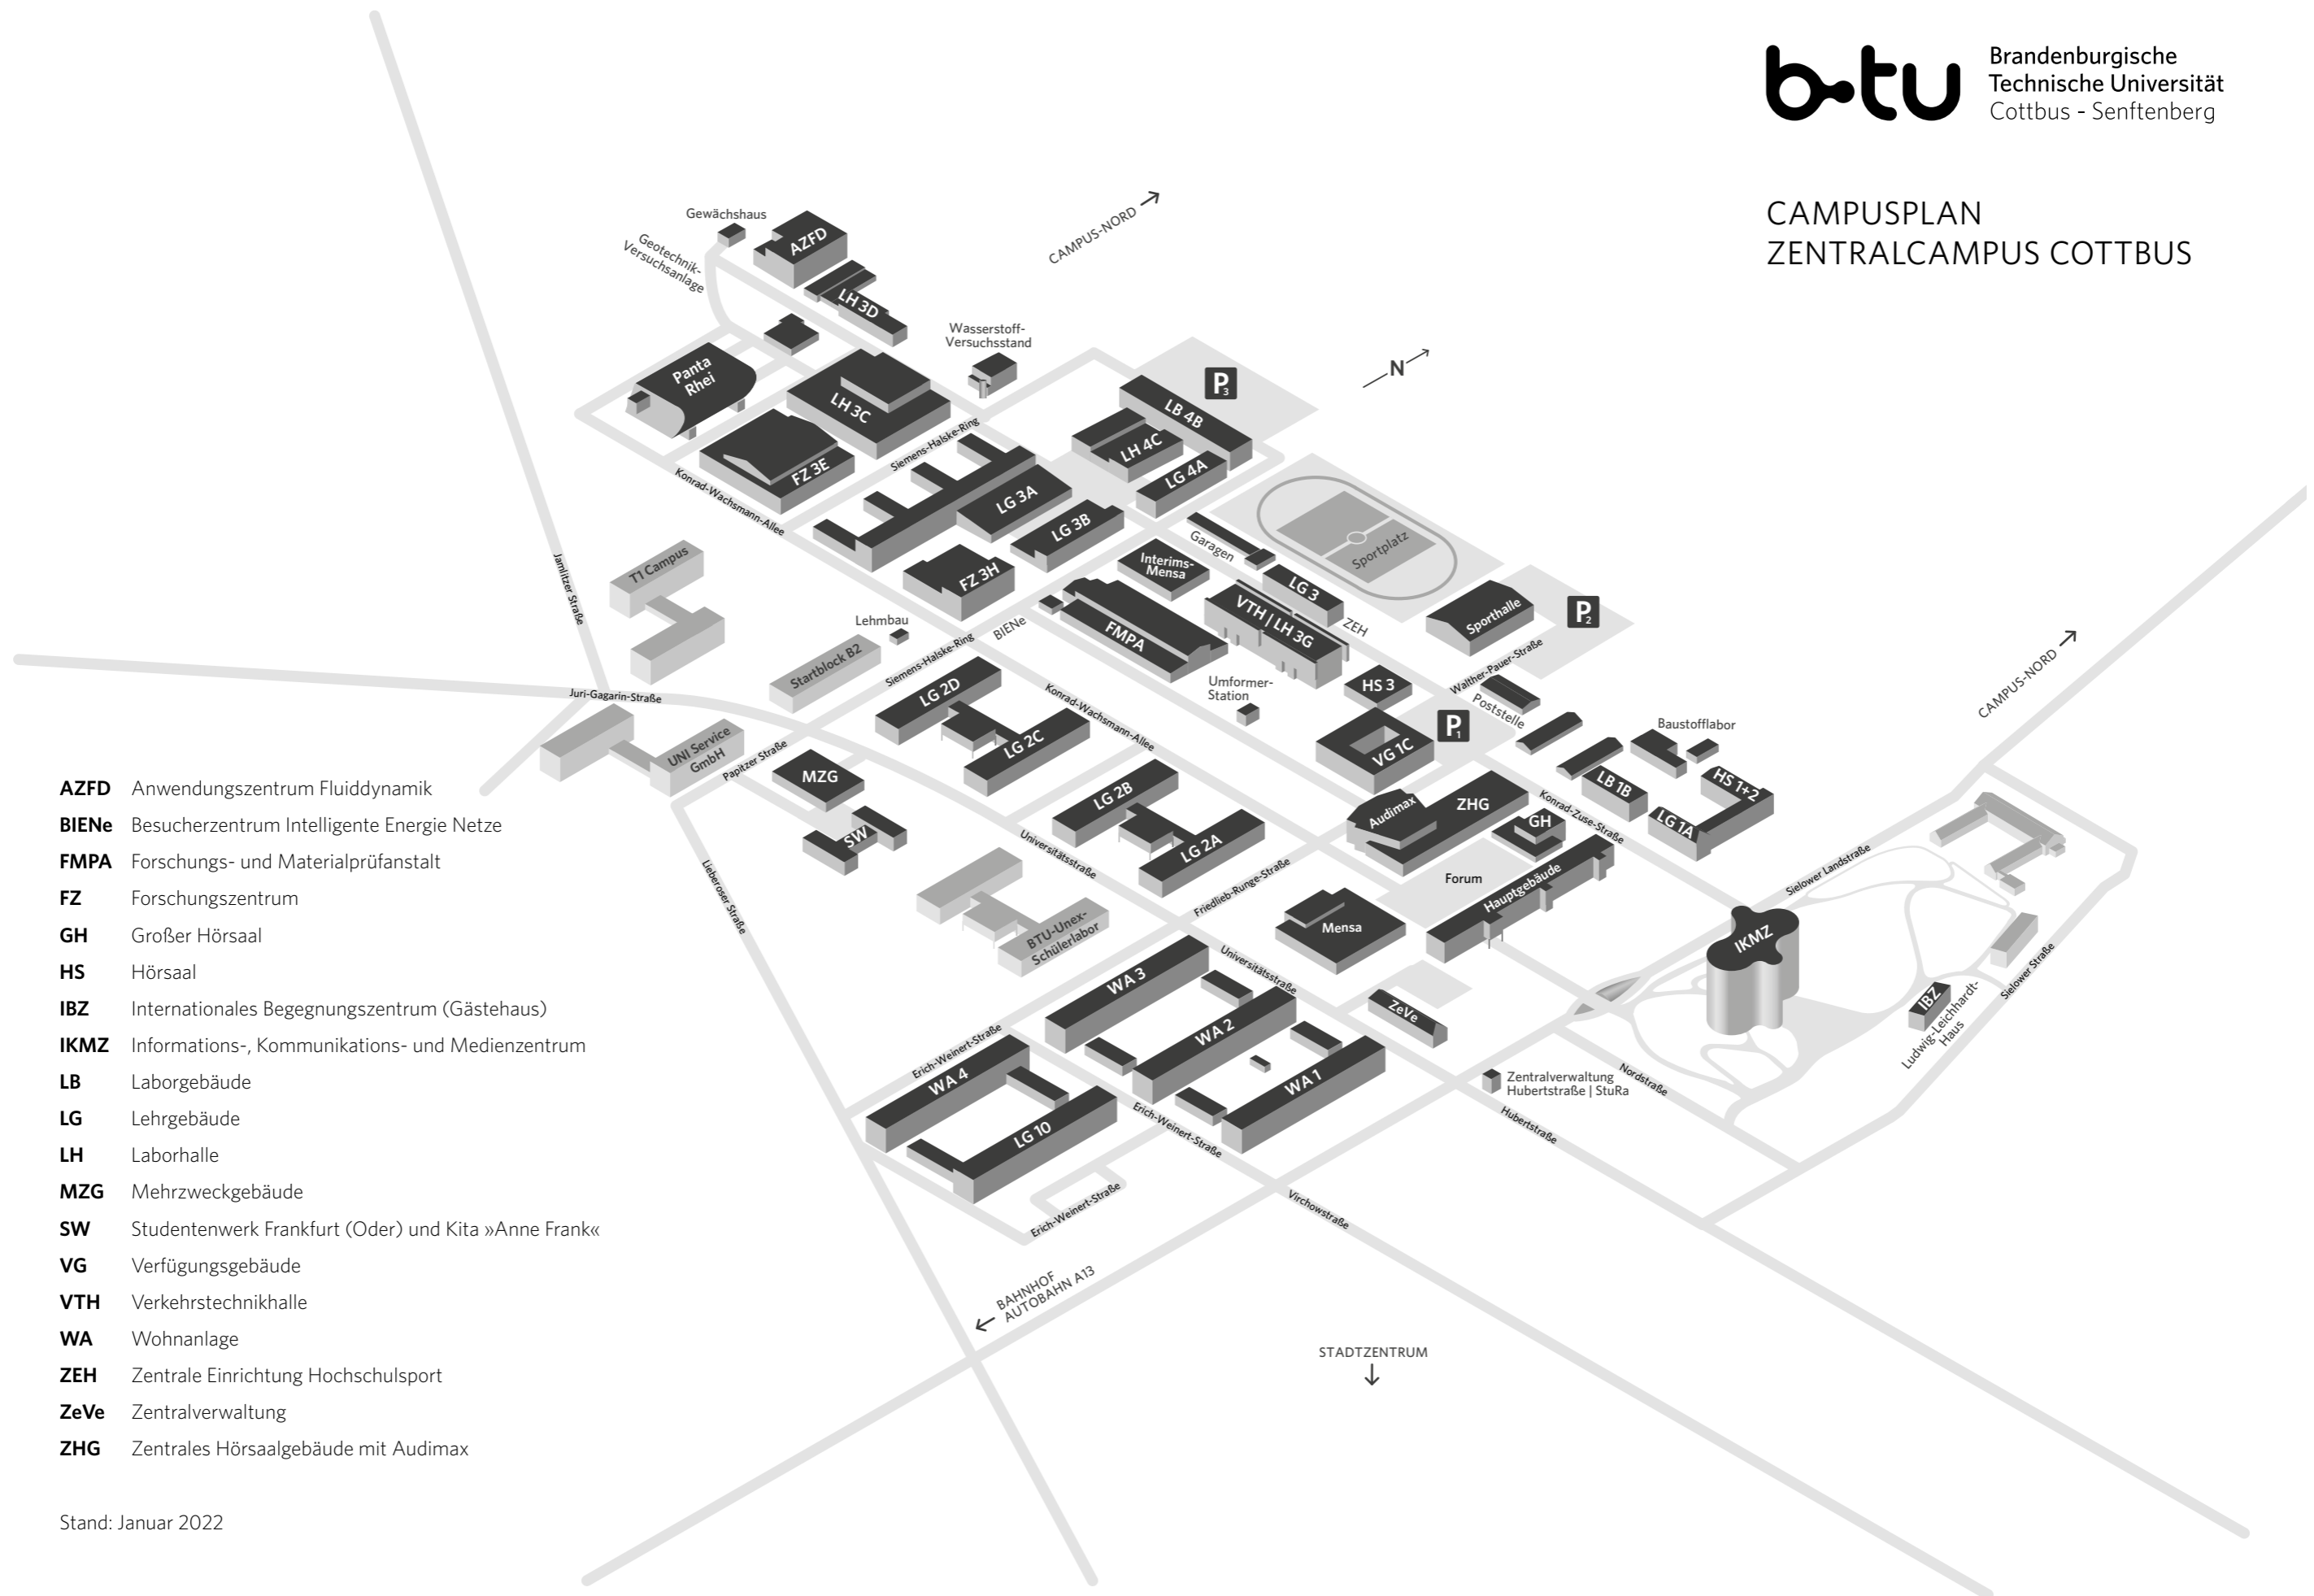 btu
Brandenburgische
Technische Universität
Cottbus - Senftenberg
CAMPUSPLAN
ZENTRALCAMPUS COTTBUS
CAMPUS-NORD
Gewächshaus
AZFD
Geotechnik-
Versuchsanlage
LH 3D
Wasserstoff-
Versuchsstand
N
Panta
Rhei
LH 3C
P3
LB 4B
LH 4C
LG 4A
Siemens-Halske-Ring
FZ 3E
Konrad-Wachsmann-Allee
LG 3A
LG 3B
Garagen
Sportplatz
Interims-
Mensa
FZ 3H
LG 3
T1 Campus
Jamlitzer Straße
VTH | LH 3G
ZEH
Sporthalle
P2
Lehmbau
BIENe
FMPA
Startblock B2
Siemens-Halske-Ring
Walther-Pauer-Straße
CAMPUS-NORD
Umformer-
Station
HS 3
Poststelle
Juri-Gagarin-Straße
LG 2D
Konrad-Wachsmann-Allee
P1
Baustofflabor
UNI Service
GmbH
Papitzer Straße
LG 2C
VG 1C
MZG
LB 1B
HS 1+2
LG 2B
Audimax
ZHG
GH
Konrad-Zuse-Straße
LG 1A
SW
LG 2A
Universitätsstraße
Lieberoser Straße
Friedlieb-Runge-Straße
Forum
Hauptgebäude
Sielower Landstraße
BTU-Unex-
Schülerlabor
Mensa
IKMZ
Universitätsstraße
WA 3
Sielower Straße
IBZ
Ludwig-Leichhardt-
Haus
ZeVe
WA 2
Erich-Weinert-Straße
WA 4
WA 1
Zentralverwaltung
Hubertstraße | StuRa
Nordstraße
Hubertstraße
LG 10
Erich-Weinert-Straße
Erich-Weinert-Straße
Virchowstraße
BAHNHOF
AUTOBAHN A13
STADTZENTRUM
AZFD Anwendungszentrum Fluiddynamik
BIENe Besucherzentrum Intelligente Energie Netze
FMPA Forschungs- und Materialprüfanstalt
FZ Forschungszentrum
GH Großer Hörsaal
HS Hörsaal
IBZ Internationales Begegnungszentrum (Gästehaus)
IKMZ Informations-, Kommunikations- und Medienzentrum
LB Laborgebäude
LG Lehrgebäude
LH Laborhalle
MZG Mehrzweckgebäude
SW Studentenwerk Frankfurt (Oder) und Kita »Anne Frank«
VG Verfügungsgebäude
VTH Verkehrstechnikhalle
WA Wohnanlage
ZEH Zentrale Einrichtung Hochschulsport
ZeVe Zentralverwaltung
ZHG Zentrales Hörsaalgebäude mit Audimax
Stand: Januar 2022